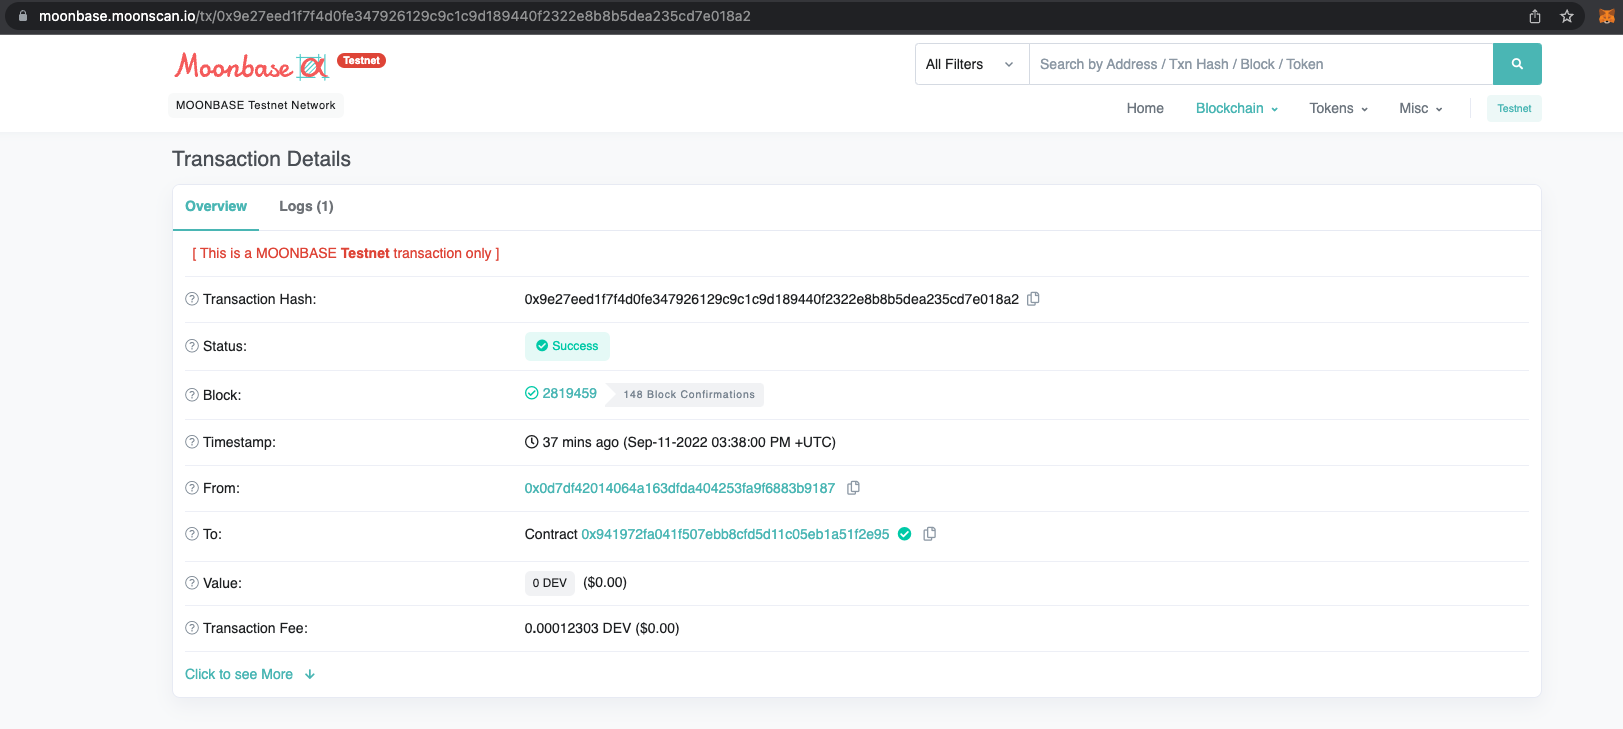 moonbase.moonscan.io/tx/0x9e27eed1f7f4d0fe347926129c9c1c9d189440f2322e8b8b5dea235cd7e018a2
Moonbase α Testnet
All Filters Search by Address / Txn Hash / Block / Token
MOONBASE Testnet Network
Home Blockchain Tokens Misc Testnet
Transaction Details
Overview Logs (1)
[ This is a MOONBASE Testnet transaction only ]
Transaction Hash: 0x9e27eed1f7f4d0fe347926129c9c1c9d189440f2322e8b8b5dea235cd7e018a2
Status: Success
Block: 2819459 148 Block Confirmations
Timestamp: 37 mins ago (Sep-11-2022 03:38:00 PM +UTC)
From: 0x0d7df42014064a163dfda404253fa9f6883b9187
To: Contract 0x941972fa041f507ebb8cfd5d11c05eb1a51f2e95
Value: 0 DEV ($0.00)
Transaction Fee: 0.00012303 DEV ($0.00)
Click to see More